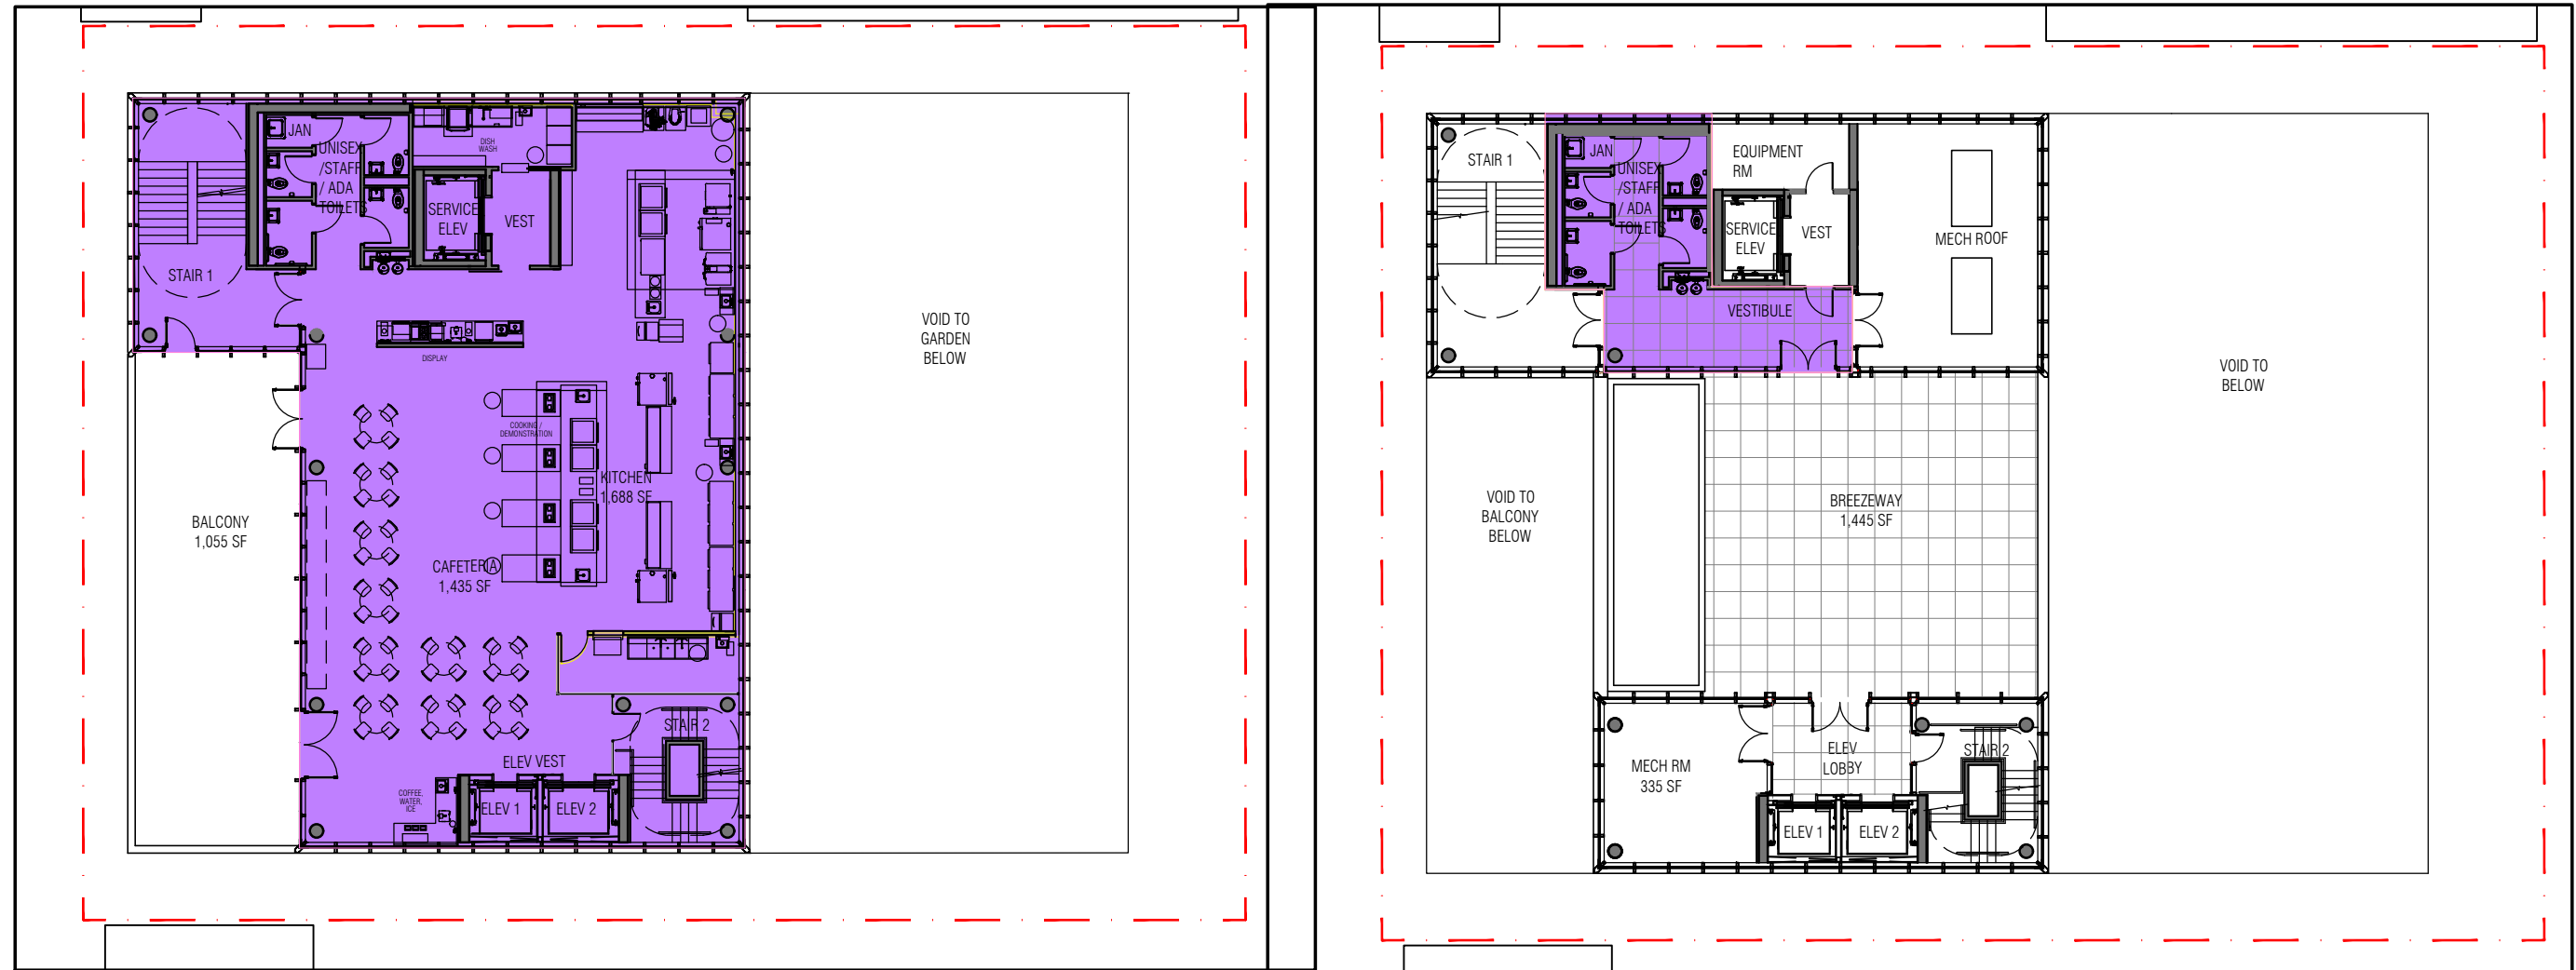 JAN
UNISEX
/STAFF
/ ADA
TOILETS
DISH
WASH
SERVICE
ELEV
VEST
STAIR 1
DISPLAY
VOID TO
GARDEN
BELOW
COOKING /
DEMONSTRATION
KITCHEN
1,688 SF
BALCONY
1,055 SF
CAFETERIA
1,435 SF
STAIR 2
ELEV VEST
COFFEE,
WATER,
ICE
ELEV 1
ELEV 2
STAIR 1
JAN
UNISEX
/STAFF
/ ADA
TOILETS
EQUIPMENT
RM
SERVICE
ELEV
VEST
MECH ROOF
VESTIBULE
VOID TO
BELOW
VOID TO
BALCONY
BELOW
BREEZEWAY
1,445 SF
MECH RM
335 SF
ELEV
LOBBY
STAIR 2
ELEV 1
ELEV 2